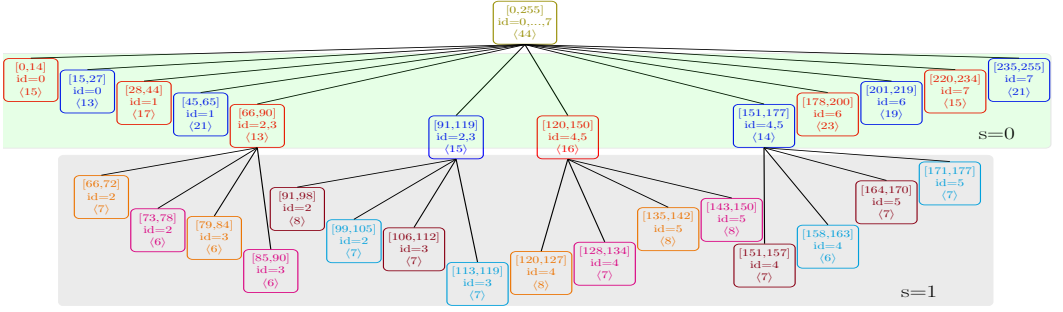 [0,255]
id=0,...,7
⟨44⟩
[0,14]
id=0
⟨15⟩
[15,27]
id=0
⟨13⟩
[28,44]
id=1
⟨17⟩
[45,65]
id=1
⟨21⟩
[66,90]
id=2,3
⟨13⟩
[91,119]
id=2,3
⟨15⟩
[120,150]
id=4,5
⟨16⟩
[151,177]
id=4,5
⟨14⟩
[178,200]
id=6
⟨23⟩
[201,219]
id=6
⟨19⟩
[220,234]
id=7
⟨15⟩
[235,255]
id=7
⟨21⟩
s=0
[66,72]
id=2
⟨7⟩
[73,78]
id=2
⟨6⟩
[79,84]
id=3
⟨6⟩
[85,90]
id=3
⟨6⟩
[91,98]
id=2
⟨8⟩
[99,105]
id=2
⟨7⟩
[106,112]
id=3
⟨7⟩
[113,119]
id=3
⟨7⟩
[120,127]
id=4
⟨8⟩
[128,134]
id=4
⟨7⟩
[135,142]
id=5
⟨8⟩
[143,150]
id=5
⟨8⟩
[151,157]
id=4
⟨7⟩
[158,163]
id=4
⟨6⟩
[164,170]
id=5
⟨7⟩
[171,177]
id=5
⟨7⟩
s=1